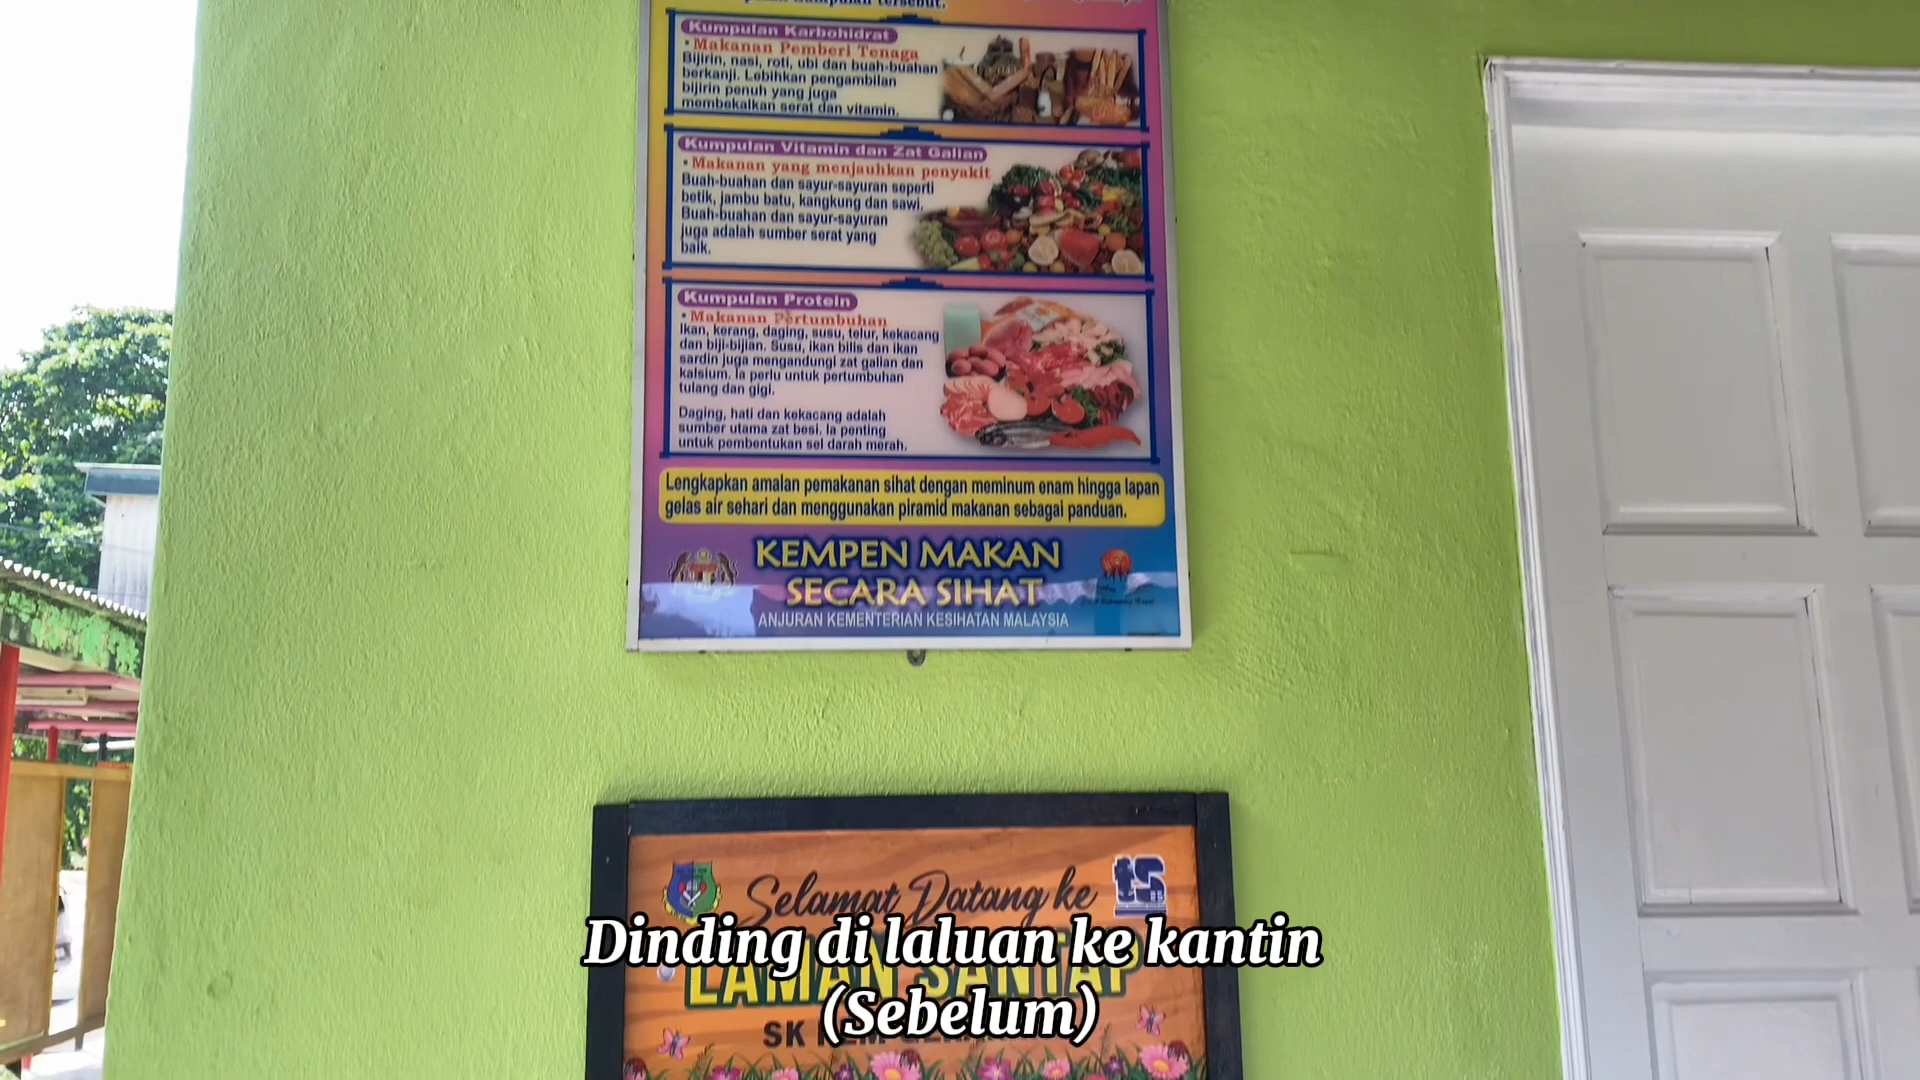 Kumpulan tersebut.
Kumpulan Karbohidrat
• Makanan Pemberi Tenaga
Bijirin, nasi, roti, ubi dan buah-buahan
berkanji. Lebihkan pengambilan
bijirin penuh yang juga
membekalkan serat dan vitamin.
Kumpulan Vitamin dan Zat Galian
• Makanan yang menjauhkan penyakit
Buah-buahan dan sayur-sayuran seperti
betik, jambu batu, kangkung dan sawi.
Buah-buahan dan sayur-sayuran
juga adalah sumber serat yang
baik.
Kumpulan Protein
• Makanan Pertumbuhan
Ikan, kerang, daging, susu, telur, kekacang
dan biji-bijian. Susu, ikan bilis dan ikan
sardin juga mengandungi zat galian dan
kalsium. Ia perlu untuk pertumbuhan
tulang dan gigi.
Daging, hati dan kekacang adalah
sumber utama zat besi. Ia penting
untuk pembentukan sel darah merah.
Lengkapkan amalan pemakanan sihat dengan meminum enam hingga lapan
gelas air sehari dan menggunakan piramid makanan sebagai panduan.
KEMPEN MAKAN
SECARA SIHAT
ANJURAN KEMENTERIAN KESIHATAN MALAYSIA
Selamat Datang ke
ts
LAMAN SANTAP
SK
Dinding di laluan ke kantin
(Sebelum)